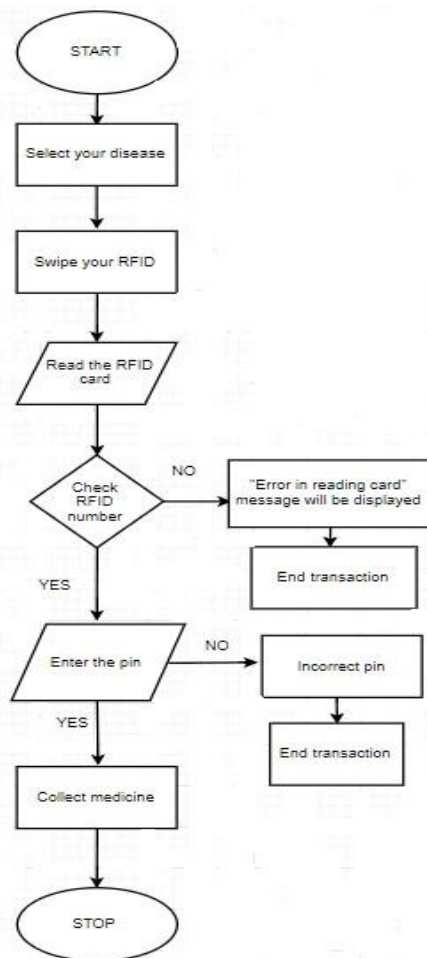 START
Select your disease
Swipe your RFID
Read the RFID
card
Check
RFID
number
NO
"Error in reading card"
message will be displayed
End transaction
YES
Enter the pin
NO
Incorrect pin
YES
End transaction
Collect medicine
STOP